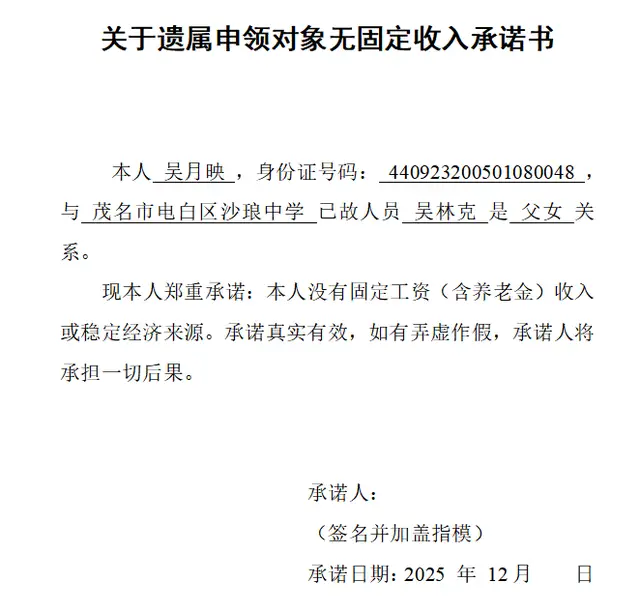 关于遗属申领对象无固定收入承诺书
本人 吴月映 ，身份证号码： 440923200501080048 ，
与 茂名市电白区沙琅中学 已故人员 吴林克 是 父女 关
系。
现本人郑重承诺：本人没有固定工资（含养老金）收入
或稳定经济来源。承诺真实有效，如有弄虚作假，承诺人将
承担一切后果。
承诺人：
（签名并加盖指模）
承诺日期：2025 年 12月 日